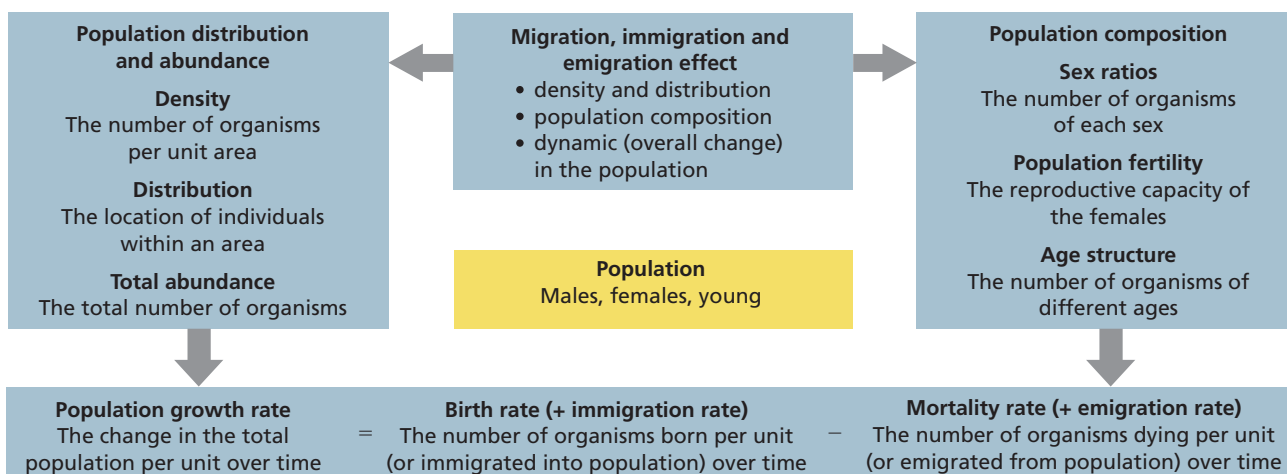 Population distribution
and abundance
Density
The number of organisms
per unit area
Distribution
The location of individuals
within an area
Total abundance
The total number of organisms
Migration, immigration and
emigration effect
• density and distribution
• population composition
• dynamic (overall change)
in the population
Population composition
Sex ratios
The number of organisms
of each sex
Population fertility
The reproductive capacity of
the females
Age structure
The number of organisms of
different ages
Population
Males, females, young
Population growth rate
The change in the total
population per unit over time
=
Birth rate (+ immigration rate)
The number of organisms born per unit
(or immigrated into population) over time
−
Mortality rate (+ emigration rate)
The number of organisms dying per unit
(or emigrated from population) over time